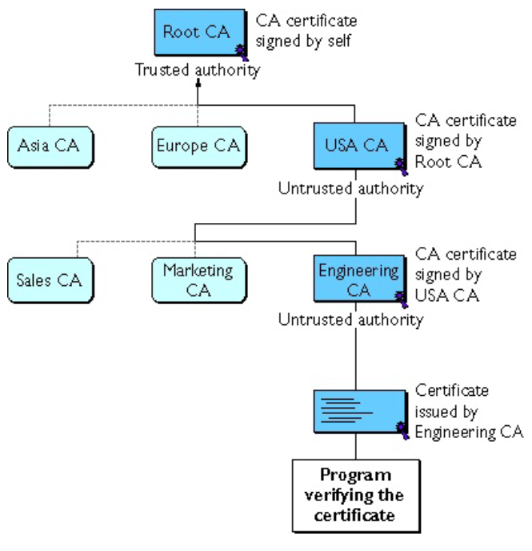 Root CA
CA certificate
signed by self
Trusted authority
Asia CA
Europe CA
USA CA
CA certificate
signed by
Root CA
Untrusted authority
Sales CA
Marketing
CA
Engineering
CA
CA certificate
signed by
USA CA
Untrusted authority
Certificate
issued by
Engineering CA
Program
verifying the
certificate